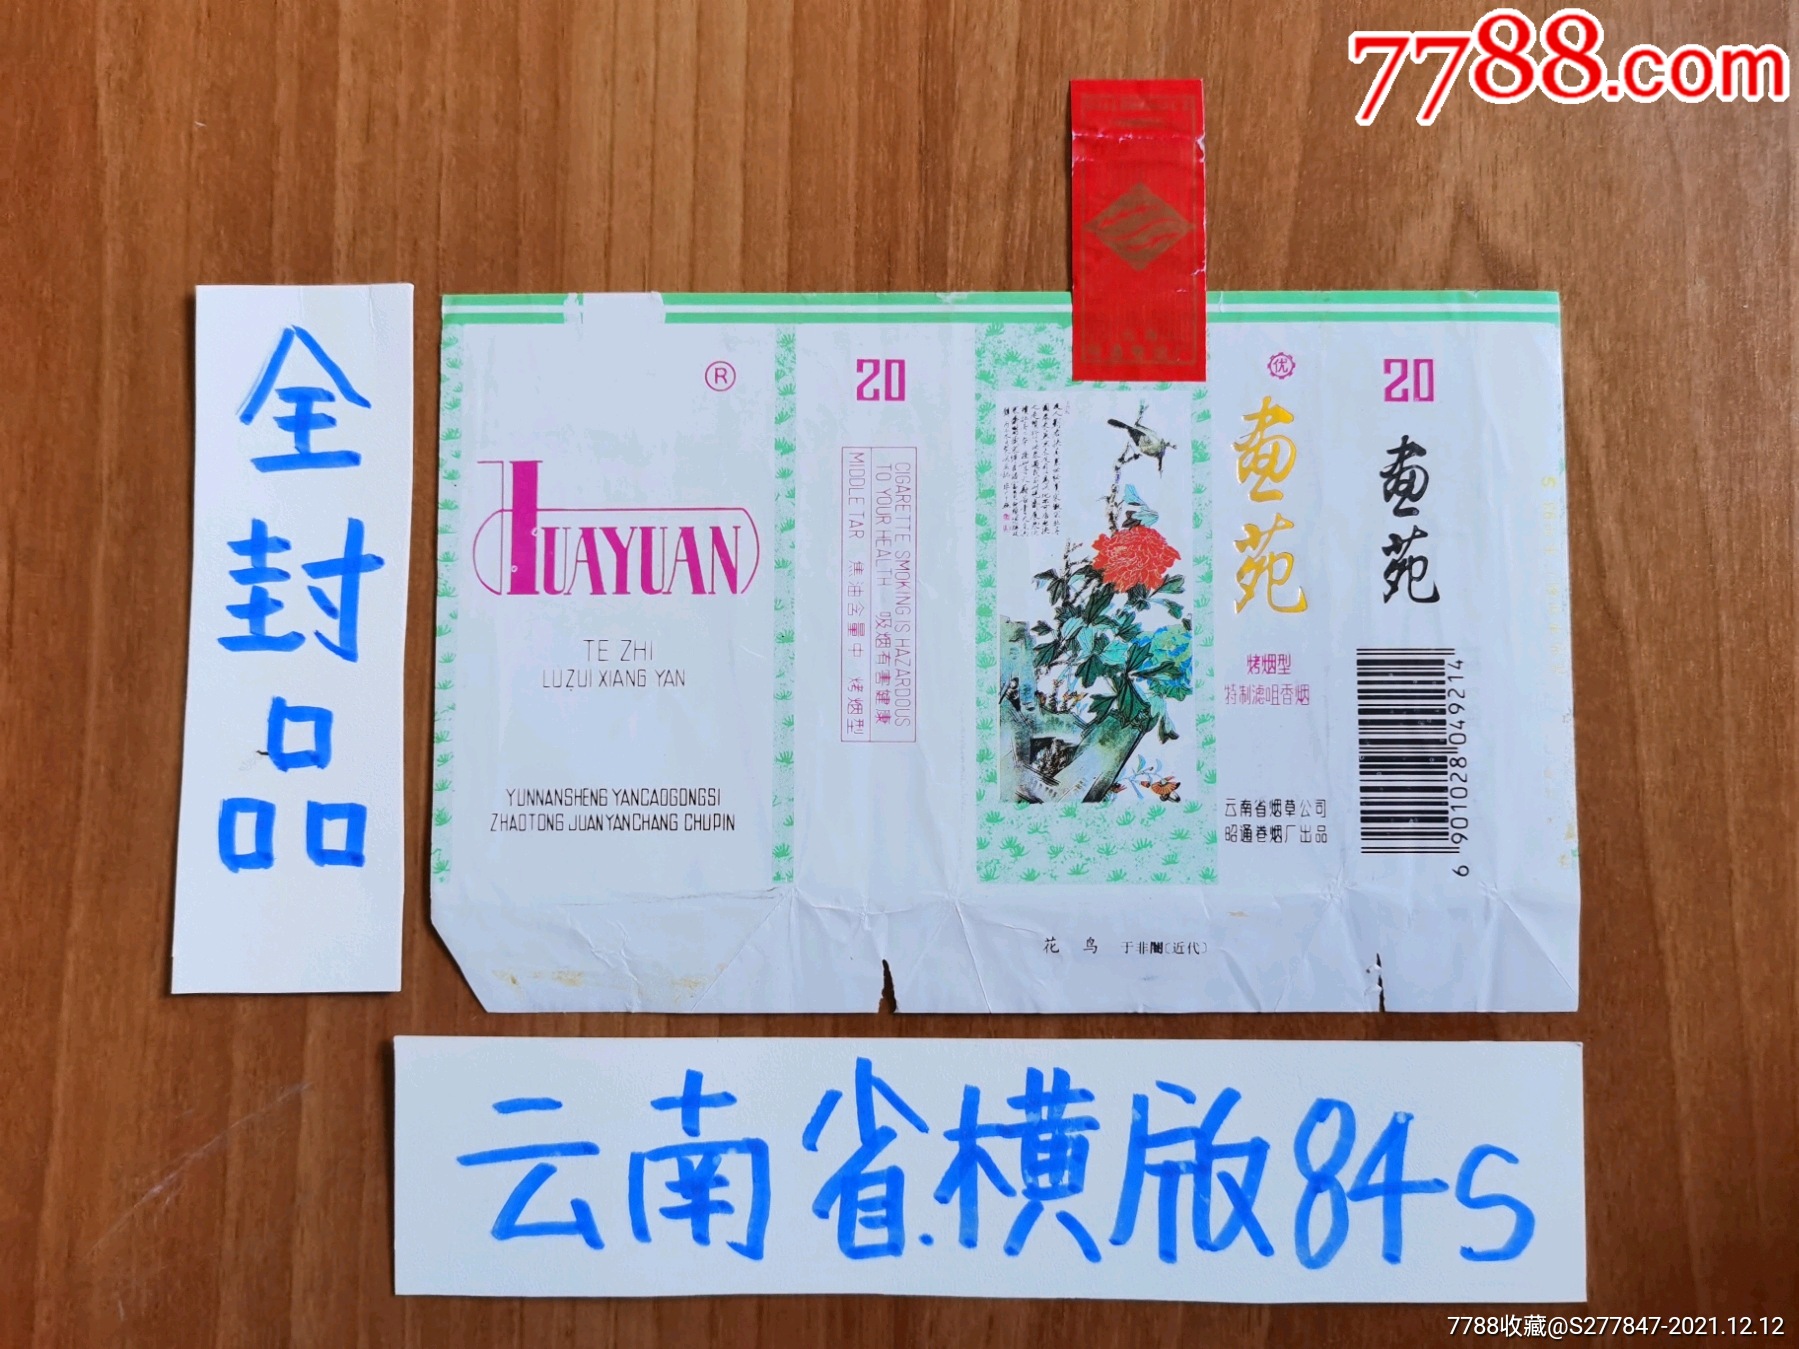 7788.com
全封品
®
HUAYUAN
TE ZHI
LUZUI XIANG YAN
YUNNANSHENG YANCAOGONGSI
ZHAOTONG JUANYANCHANG CHUPIN
20
CIGARETTE SMOKING IS HAZARDOUS
TO YOUR HEALTH 吸烟有害健康
MIDDLE TAR 焦油含量中 烤烟型
优
画苑
烤烟型
特制滤咀香烟
云南省烟草公司
昭通卷烟厂出品
花鸟 于非闇(近代)
20
画苑
6 901028 049214
云南省.横版84s
7788收藏@S277847-2021.12.12